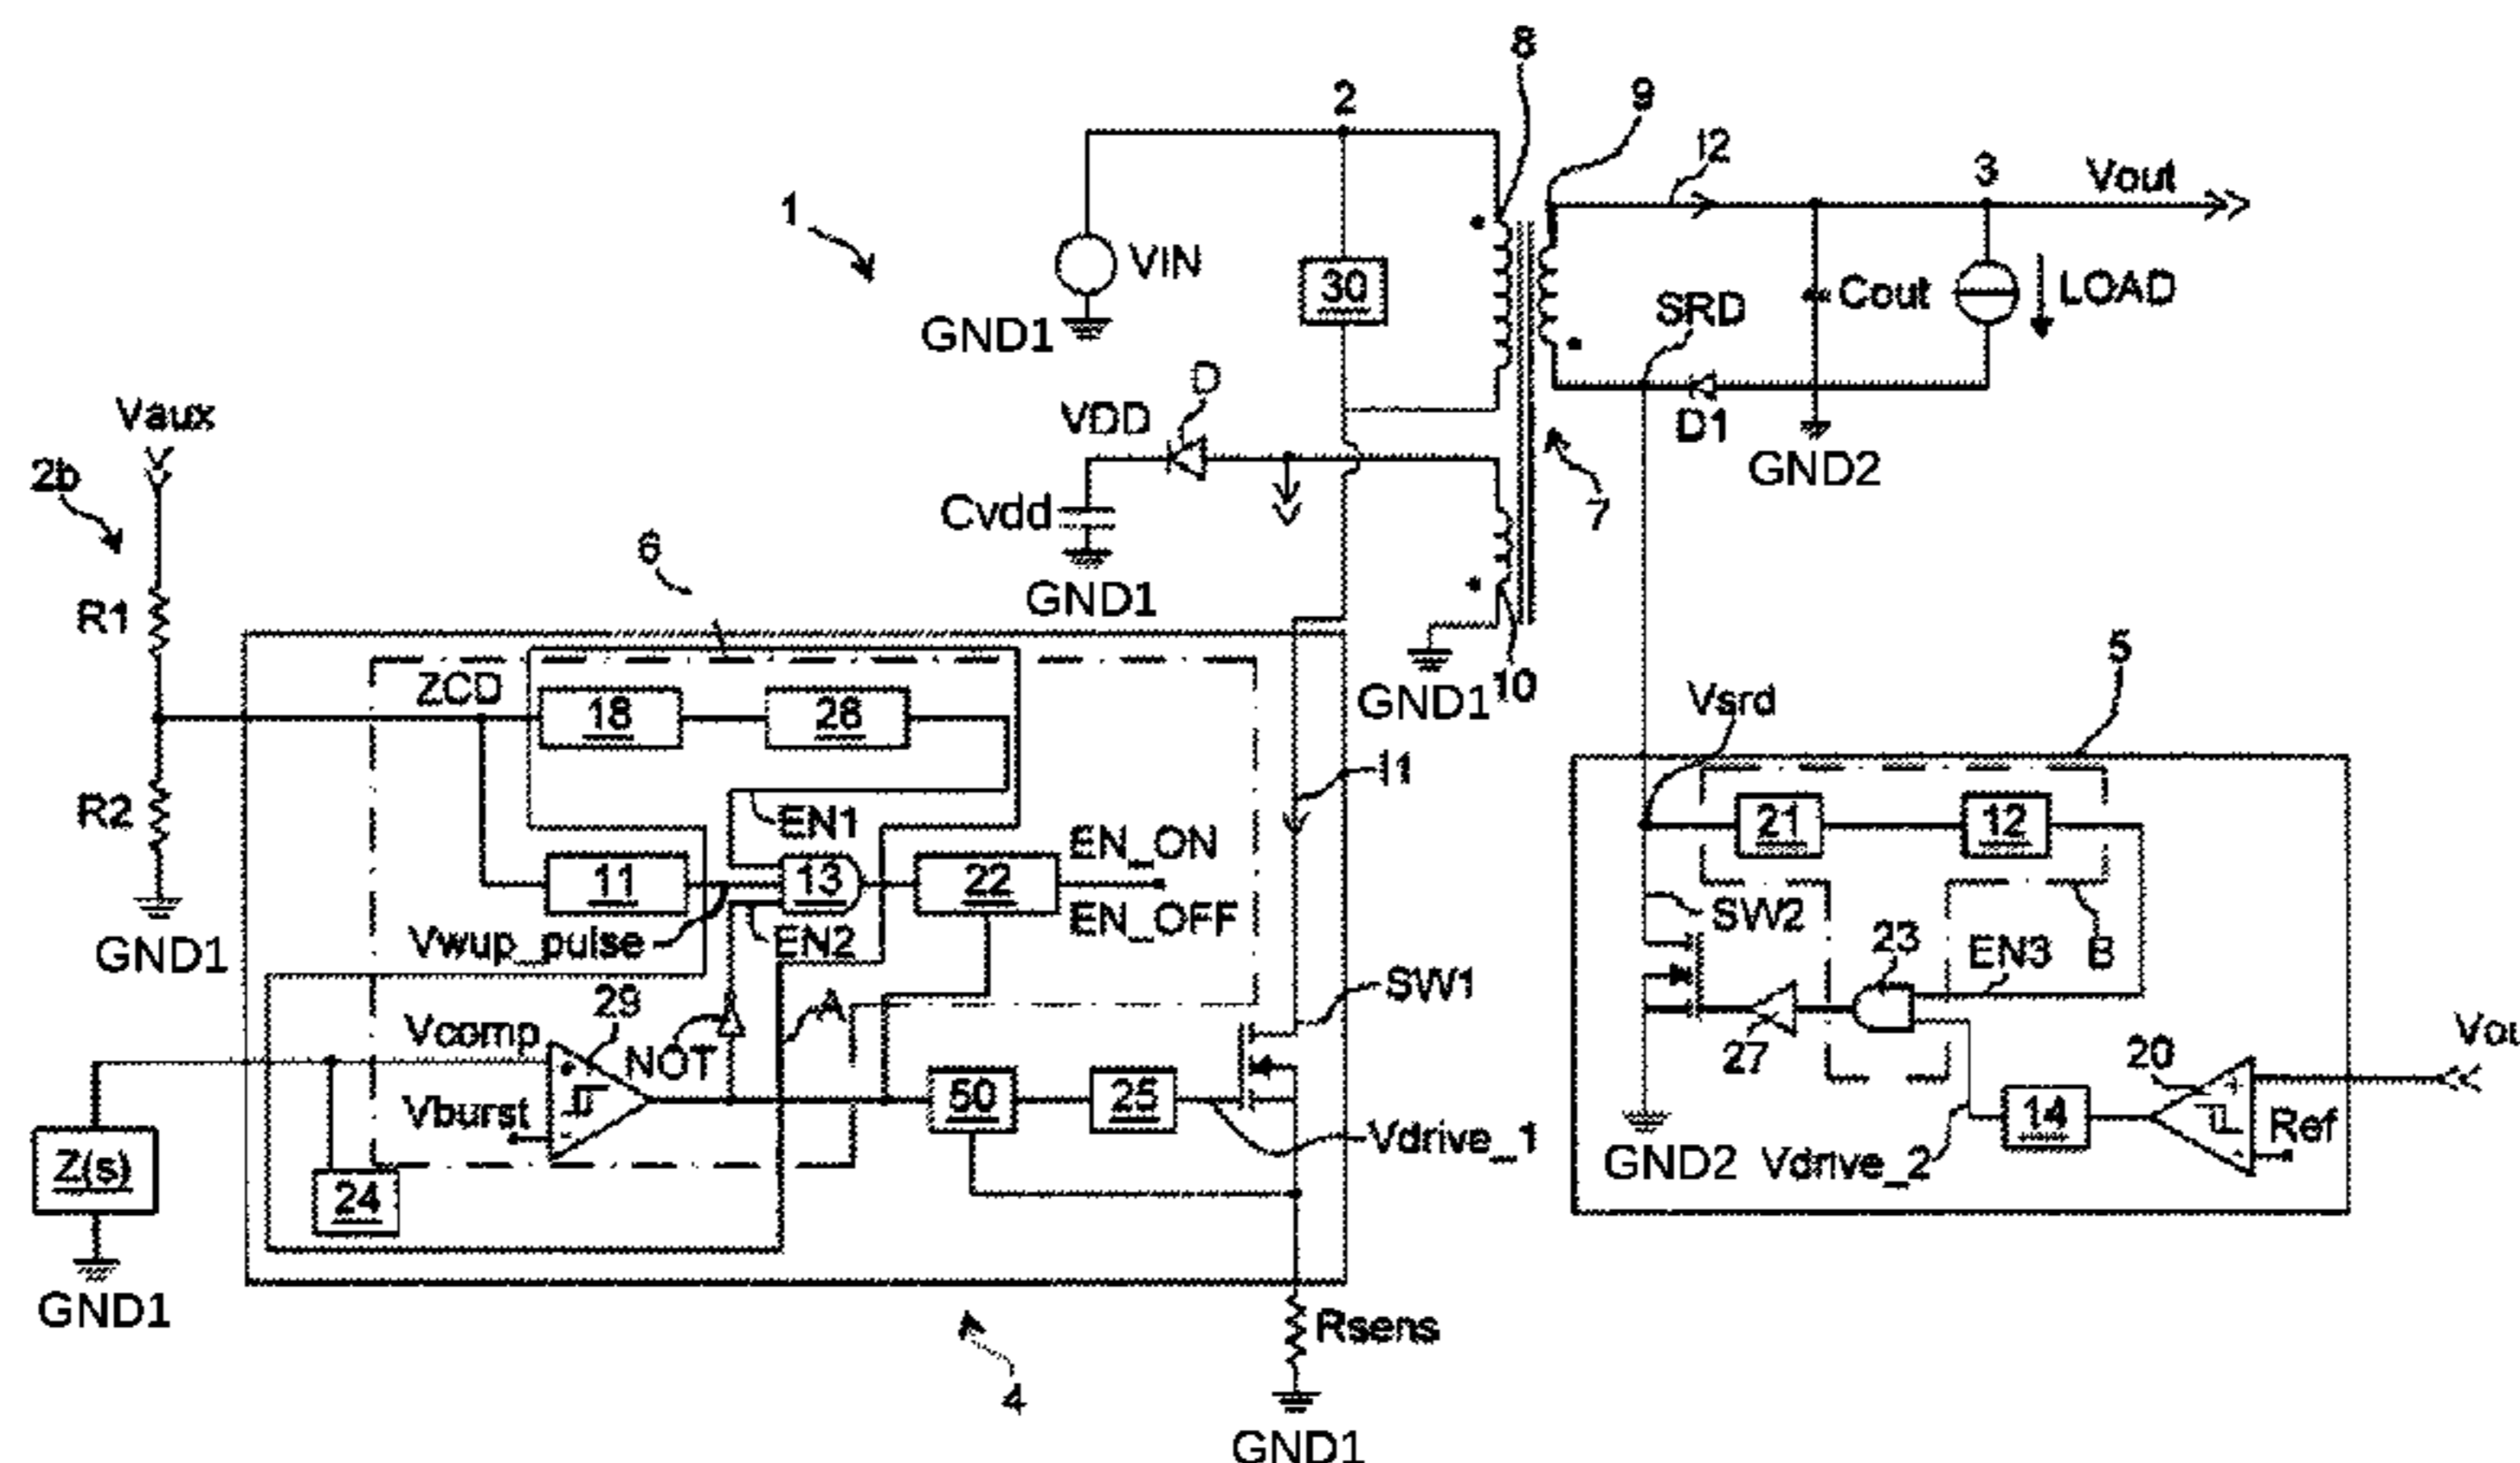 8
2
9
I2
3
Vout
1
VIN
30
SRD
Cout
LOAD
GND1
D
Vaux
VDD
D1
GND2
2b
Cvdd
7
6
GND1
R1
10
5
ZCD
18
GND1
Vsrd
I1
R2
EN1
EN_ON
21
12
11
13
22
EN_OFF
SW2
GND1
Vwup_pulse
EN2
23
EN3
B
29
SW1
A
Vcomp
NOT
27
20
Vou
Vburst
50
25
14
Ref
Z(s)
24
Vdrive_1
GND2
Vdrive_2
GND1
Rsens
4
GND1